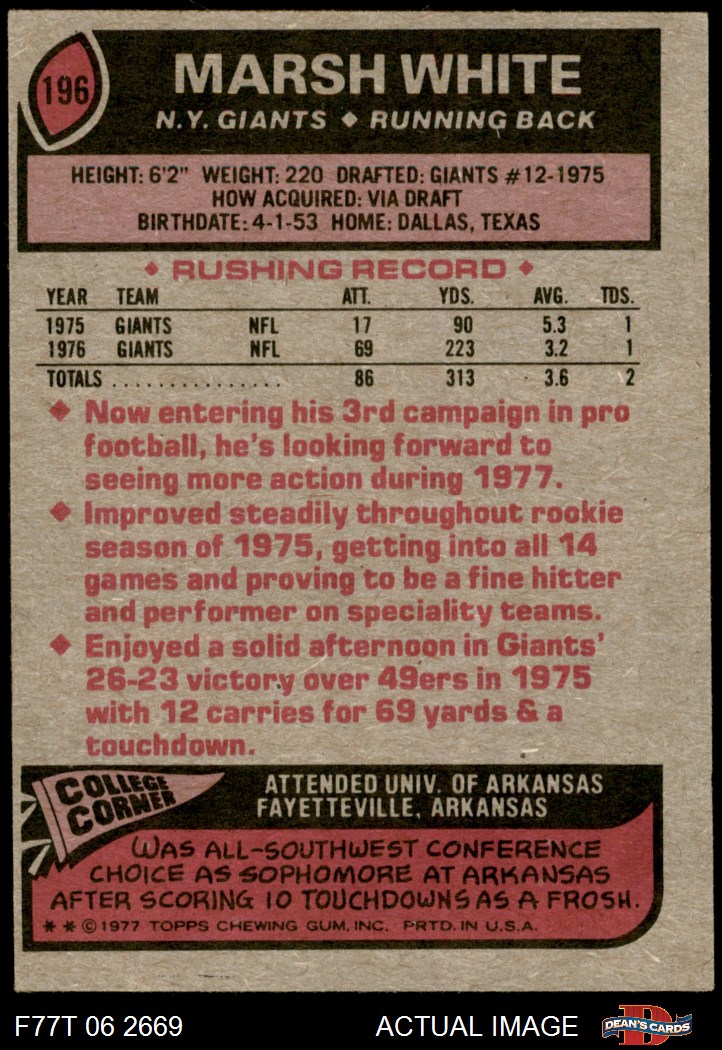 196
MARSH WHITE
N.Y. GIANTS ◆ RUNNING BACK
HEIGHT: 6'2" WEIGHT: 220 DRAFTED: GIANTS #12-1975
HOW ACQUIRED: VIA DRAFT
BIRTHDATE: 4-1-53 HOME: DALLAS, TEXAS
◆ RUSHING RECORD ◆
YEAR TEAM ATT. YDS. AVG. TDS.
1975 GIANTS NFL 17 90 5.3 1
1976 GIANTS NFL 69 223 3.2 1
TOTALS . . . . . . . . . . . . . . . 86 313 3.6 2
◆ Now entering his 3rd campaign in pro
football, he's looking forward to
seeing more action during 1977.
◆ Improved steadily throughout rookie
season of 1975, getting into all 14
games and proving to be a fine hitter
and performer on speciality teams.
◆ Enjoyed a solid afternoon in Giants'
26-23 victory over 49ers in 1975
with 12 carries for 69 yards & a
touchdown.
COLLEGE
CORNER
ATTENDED UNIV. OF ARKANSAS
FAYETTEVILLE, ARKANSAS
WAS ALL-SOUTHWEST CONFERENCE
CHOICE AS SOPHOMORE AT ARKANSAS
AFTER SCORING 10 TOUCHDOWNS AS A FROSH.
* * © 1977 TOPPS CHEWING GUM, INC. PRTD. IN U.S.A.
F77T 06 2669 ACTUAL IMAGE D DEAN'S CARDS